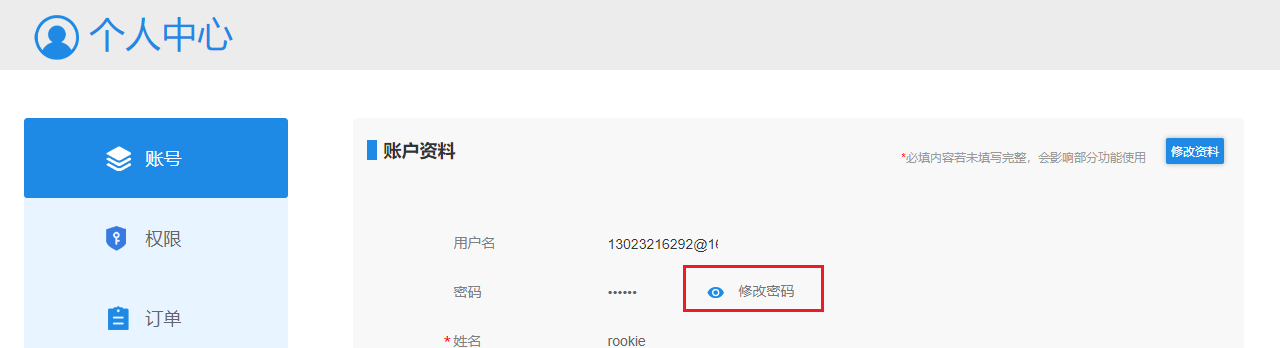 个人中心
账号
权限
订单
账户资料
*必填内容若未填写完整，会影响部分功能使用
修改资料
用户名 13023216292@16
密码 •••••• 修改密码
*姓名 rookie